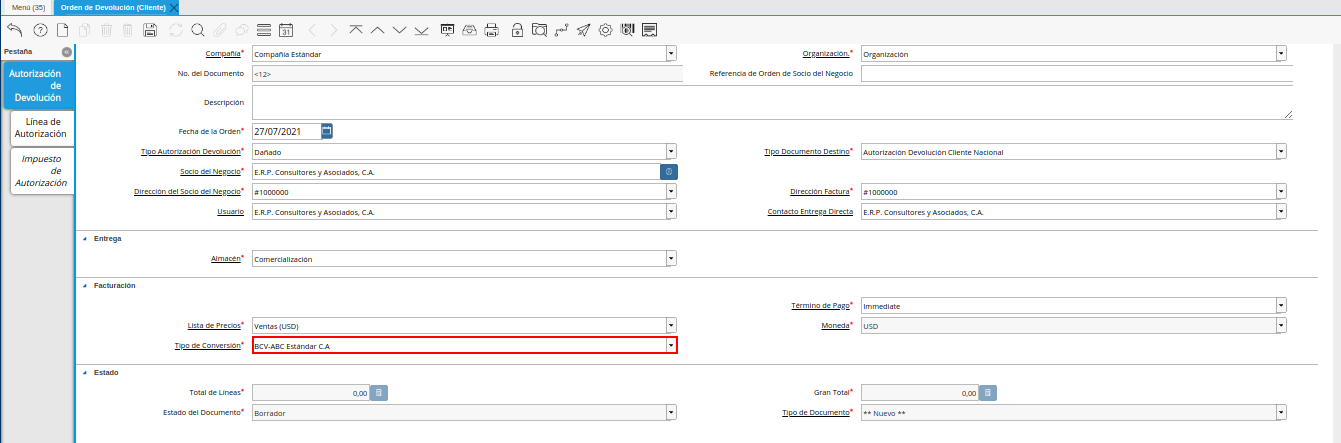 Menú (35) Orden de Devolución (Cliente)
31
Pestaña
Autorización de Devolución
Línea de Autorización
Impuesto de Autorización
Compañía* Compañia Estándar Organización.* Organización
No. del Documento <12> Referencia de Orden de Socio del Negocio
Descripción
Fecha de la Orden* 27/07/2021
Tipo Autorización Devolución* Dañado Tipo Documento Destino* Autorización Devolución Cliente Nacional
Socio del Negocio* E.R.P. Consultores y Asociados, C.A.
Dirección del Socio del Negocio* #1000000 Dirección Factura* #1000000
Usuario E.R.P. Consultores y Asociados, C.A. Contacto Entrega Directa E.R.P. Consultores y Asociados, C.A.
Entrega
Almacén* Comercialización
Facturación
Término de Pago* Immediate
Lista de Precios* Ventas (USD) Moneda* USD
Tipo de Conversión* BCV-ABC Estándar C.A
Estado
Total de Líneas* 0,00 Gran Total* 0,00
Estado del Documento* Borrador Tipo de Documento* ** Nuevo **